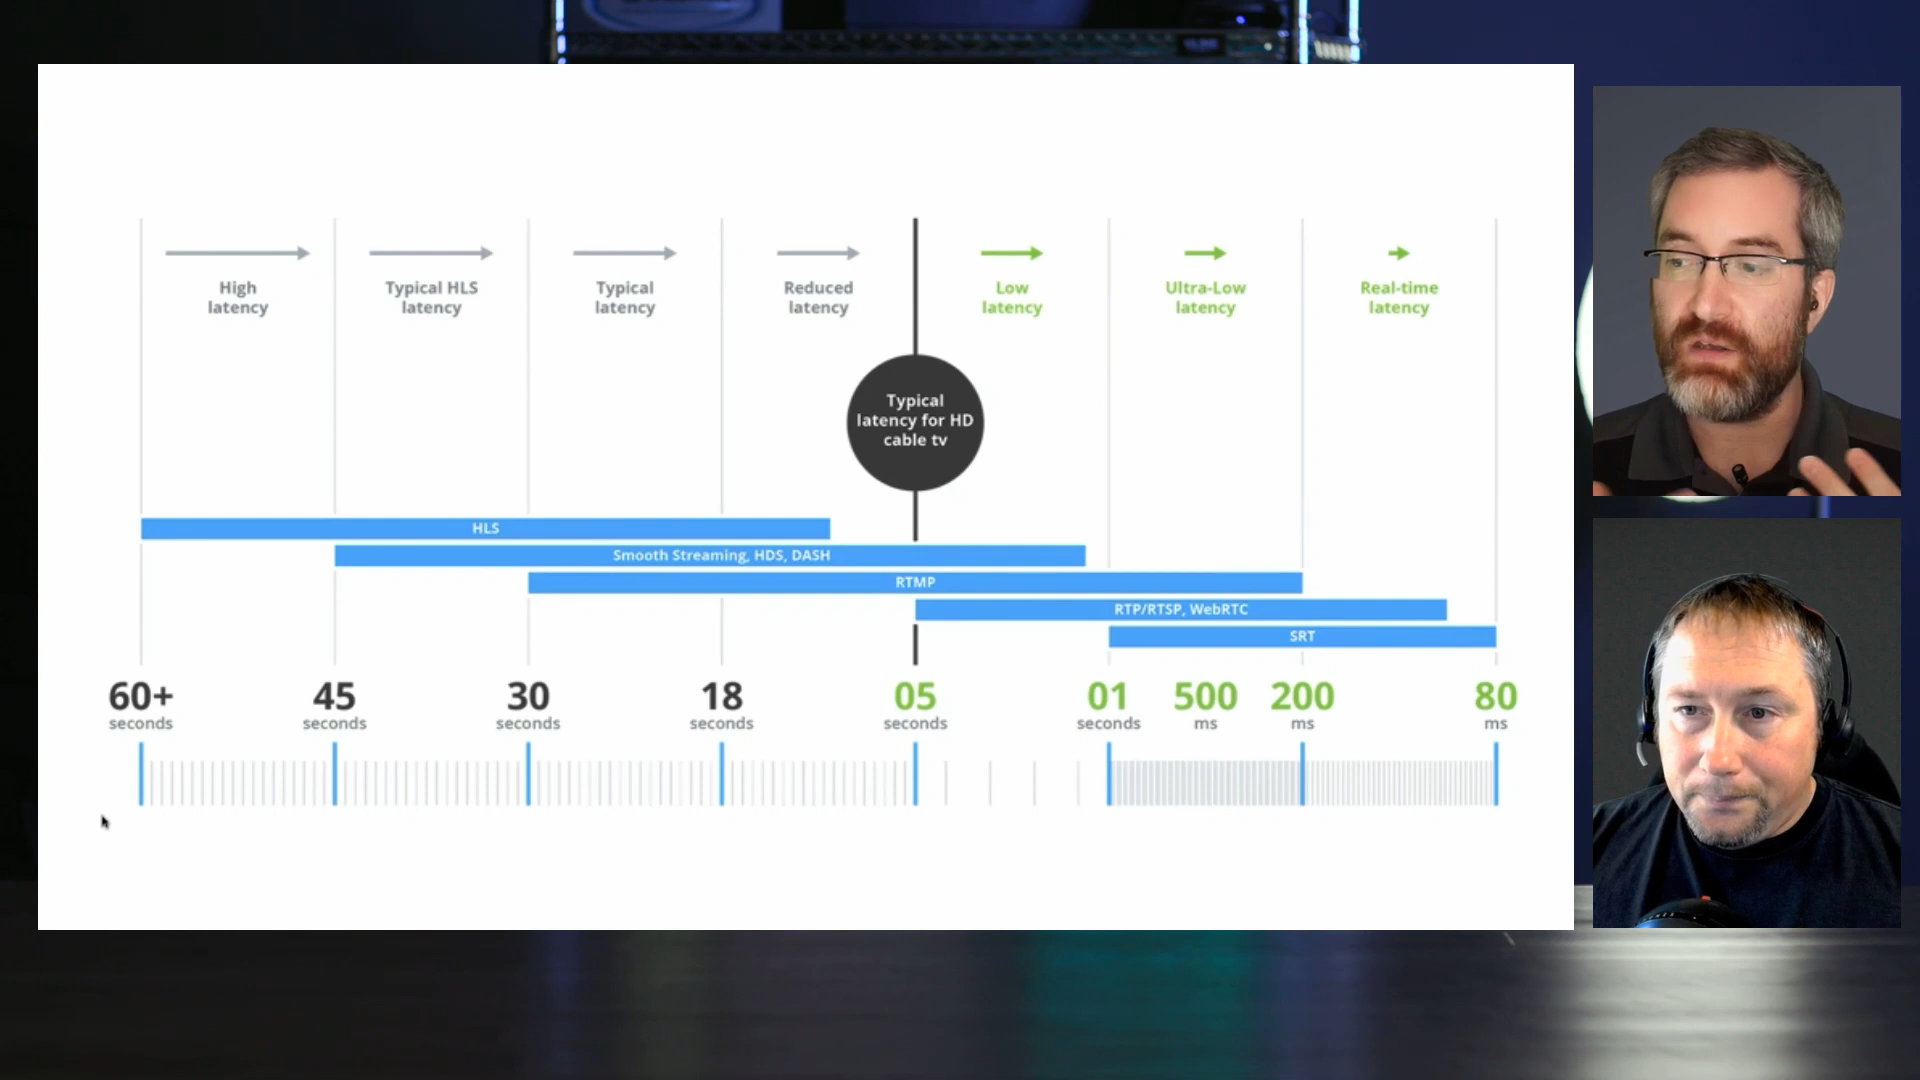 High
latency
Typical HLS
latency
Typical
latency
Reduced
latency
Low
latency
Ultra-Low
latency
Real-time
latency
Typical
latency for HD
cable tv
HLS
Smooth Streaming, HDS, DASH
RTMP
RTP/RTSP, WebRTC
SRT
60+
seconds
45
seconds
30
seconds
18
seconds
05
seconds
01
seconds
500
ms
200
ms
80
ms